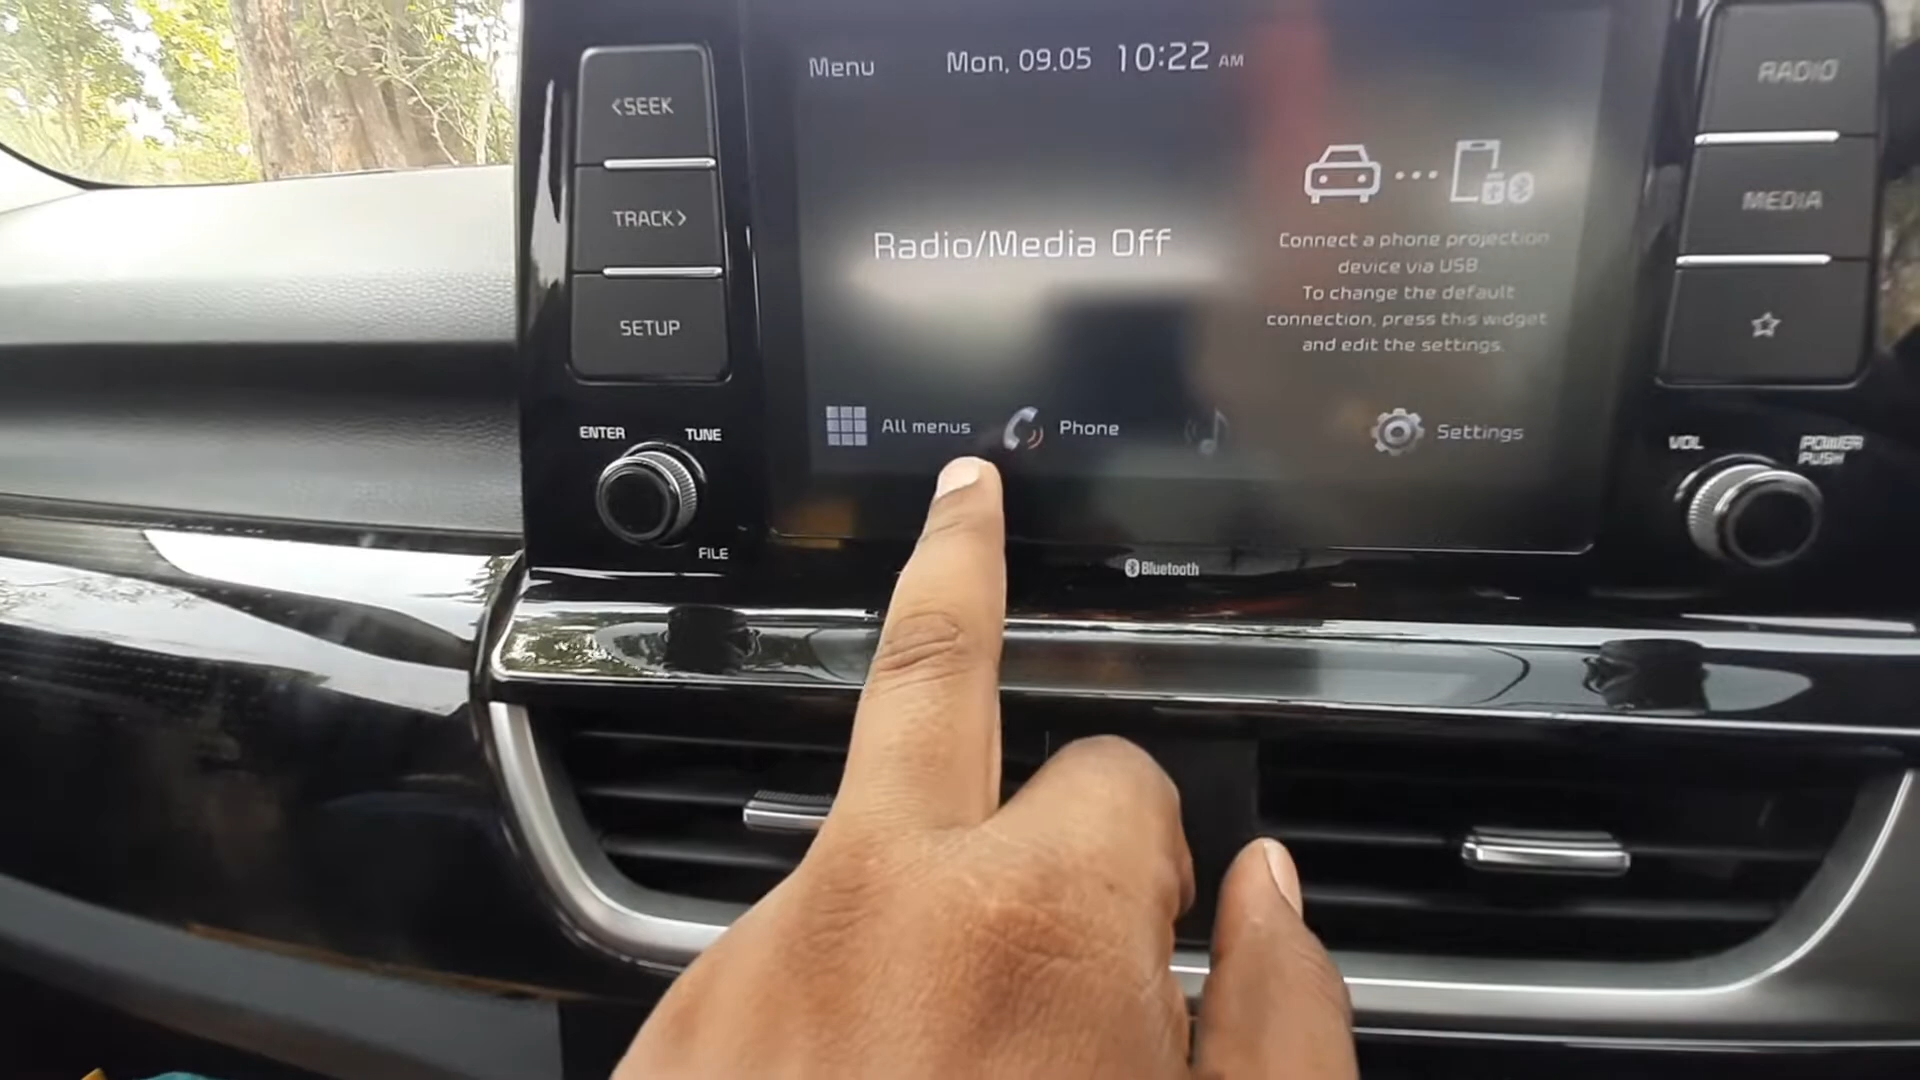 <SEEK
TRACK>
SETUP
ENTER
TUNE
FILE
Menu
Mon, 09.05 10:22 AM
Radio/Media Off
Connect a phone projection
device via USB.
To change the default
connection, press this widget
and edit the settings.
All menus
Phone
Settings
Bluetooth
RADIO
MEDIA
VOL
POWER
PUSH